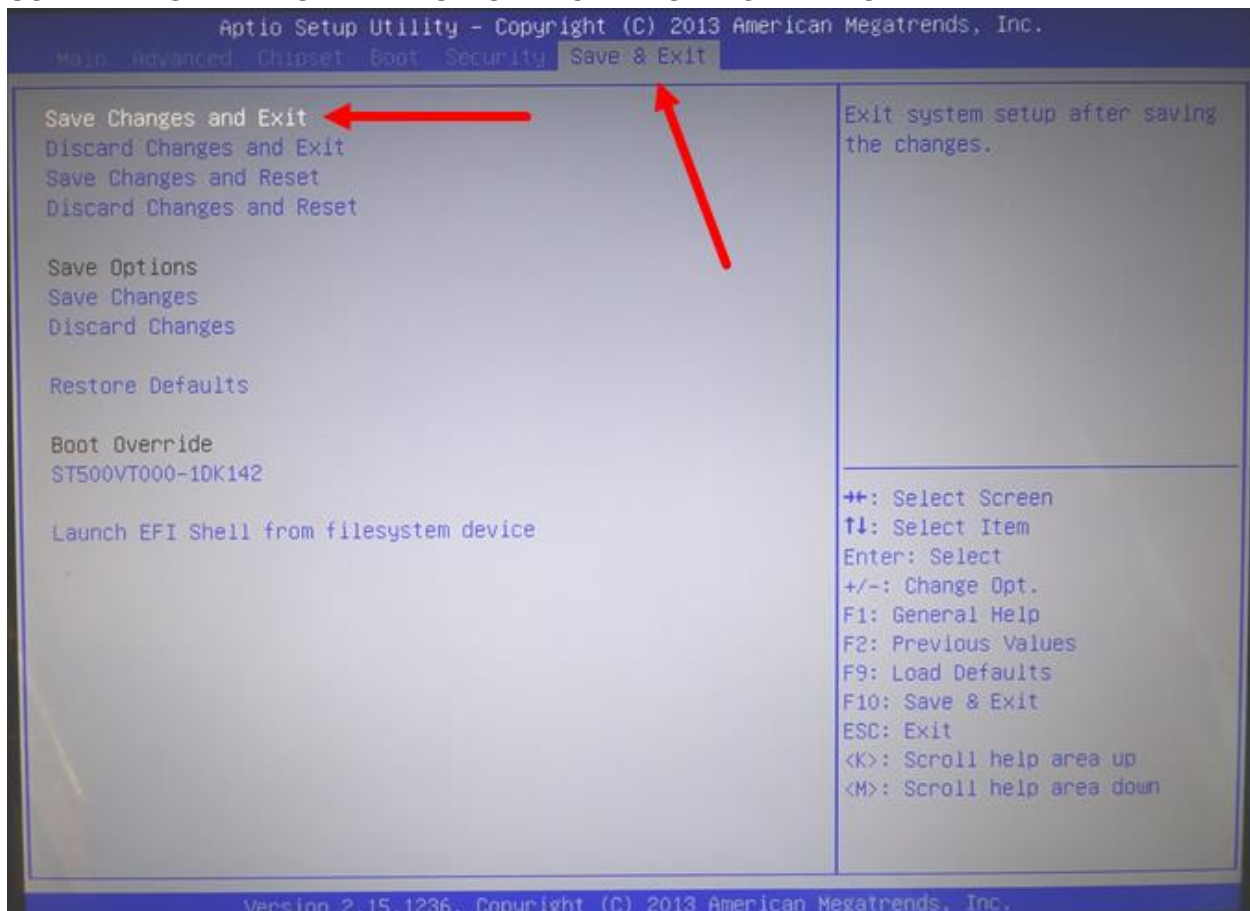 Aptio Setup Utility – Copyright (C) 2013 American Megatrends, Inc.
Main Advanced Chipset Boot Security Save & Exit
Save Changes and Exit
Discard Changes and Exit
Save Changes and Reset
Discard Changes and Reset
Save Options
Save Changes
Discard Changes
Restore Defaults
Boot Override
ST500VT000-1DK142
Launch EFI Shell from filesystem device
Exit system setup after saving
the changes.
→←: Select Screen
↑↓: Select Item
Enter: Select
+/-: Change Opt.
F1: General Help
F2: Previous Values
F9: Load Defaults
F10: Save & Exit
ESC: Exit
<K>: Scroll help area up
<M>: Scroll help area down
Version 2.15.1236. Copyright (C) 2013 American Megatrends, Inc.